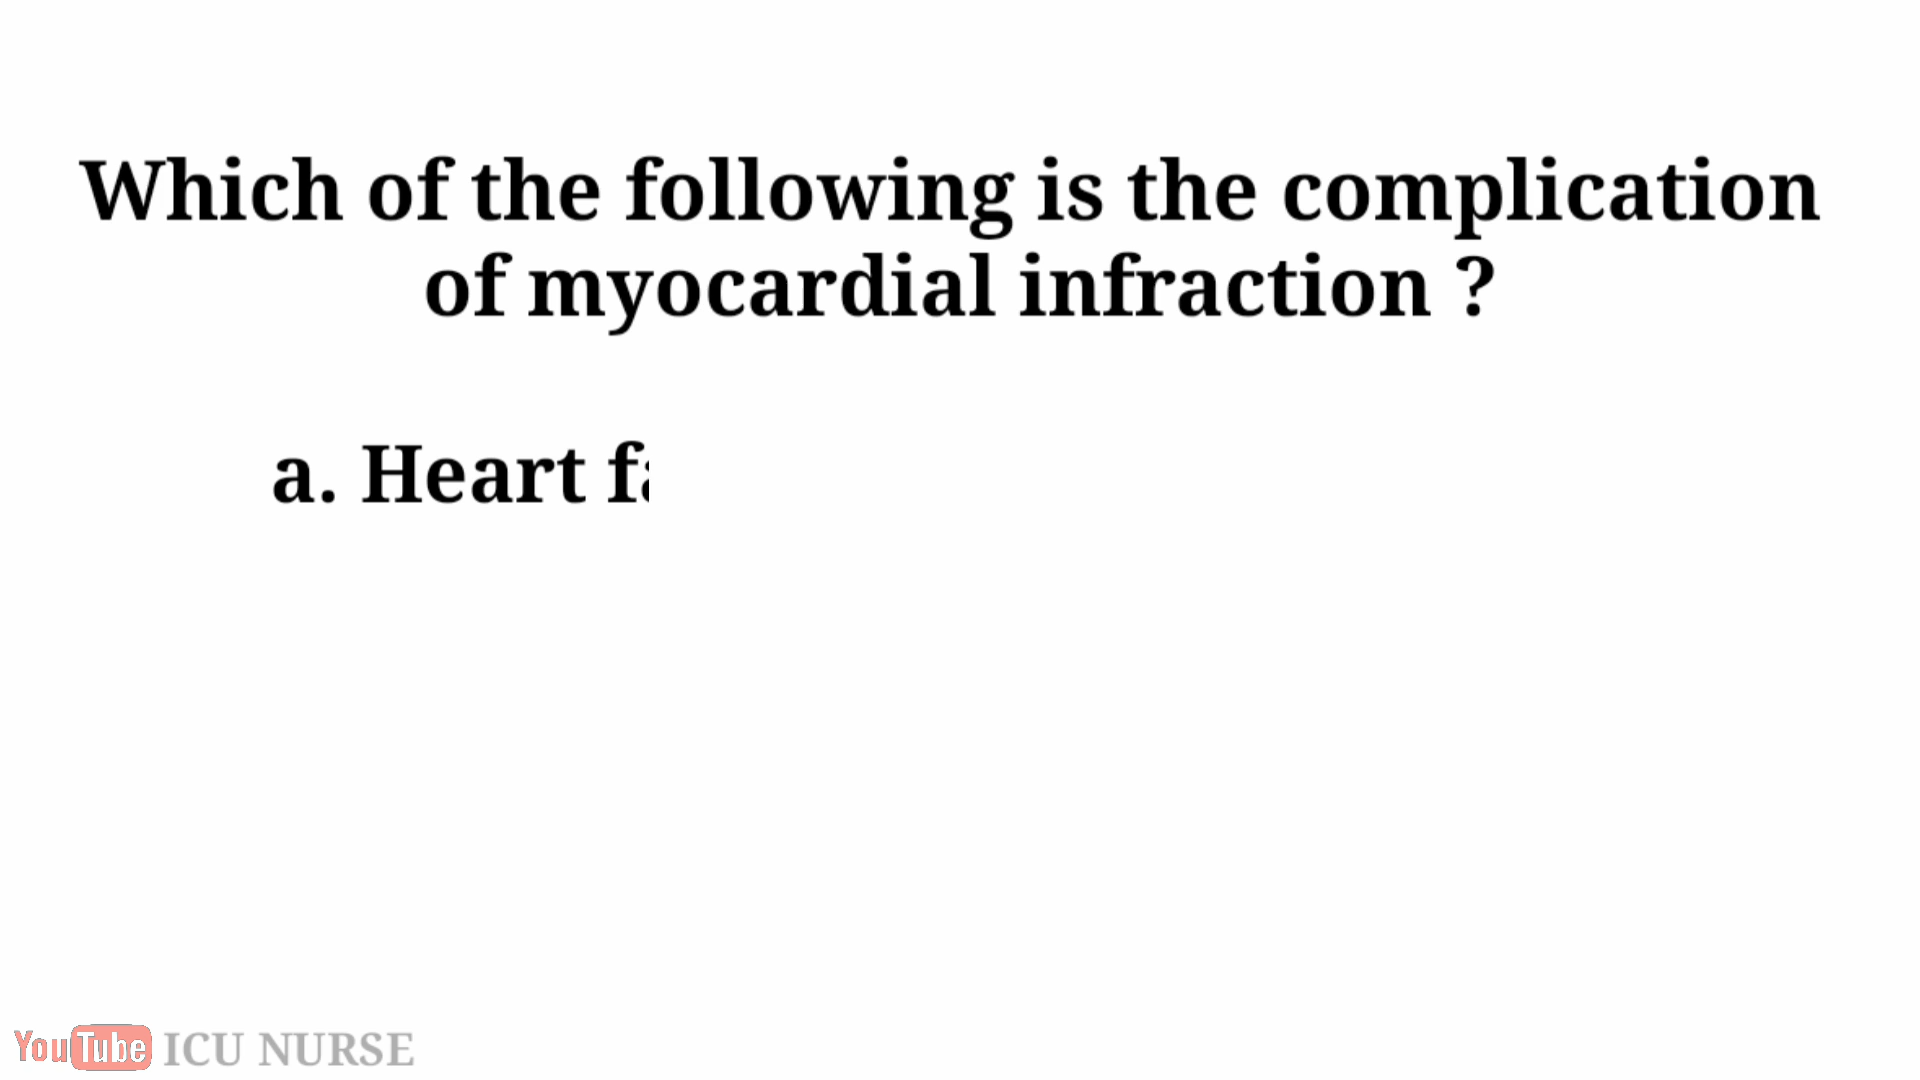 Which of the following is the complication
of myocardial infraction ?
a. Heart
YouTube ICU NURSE